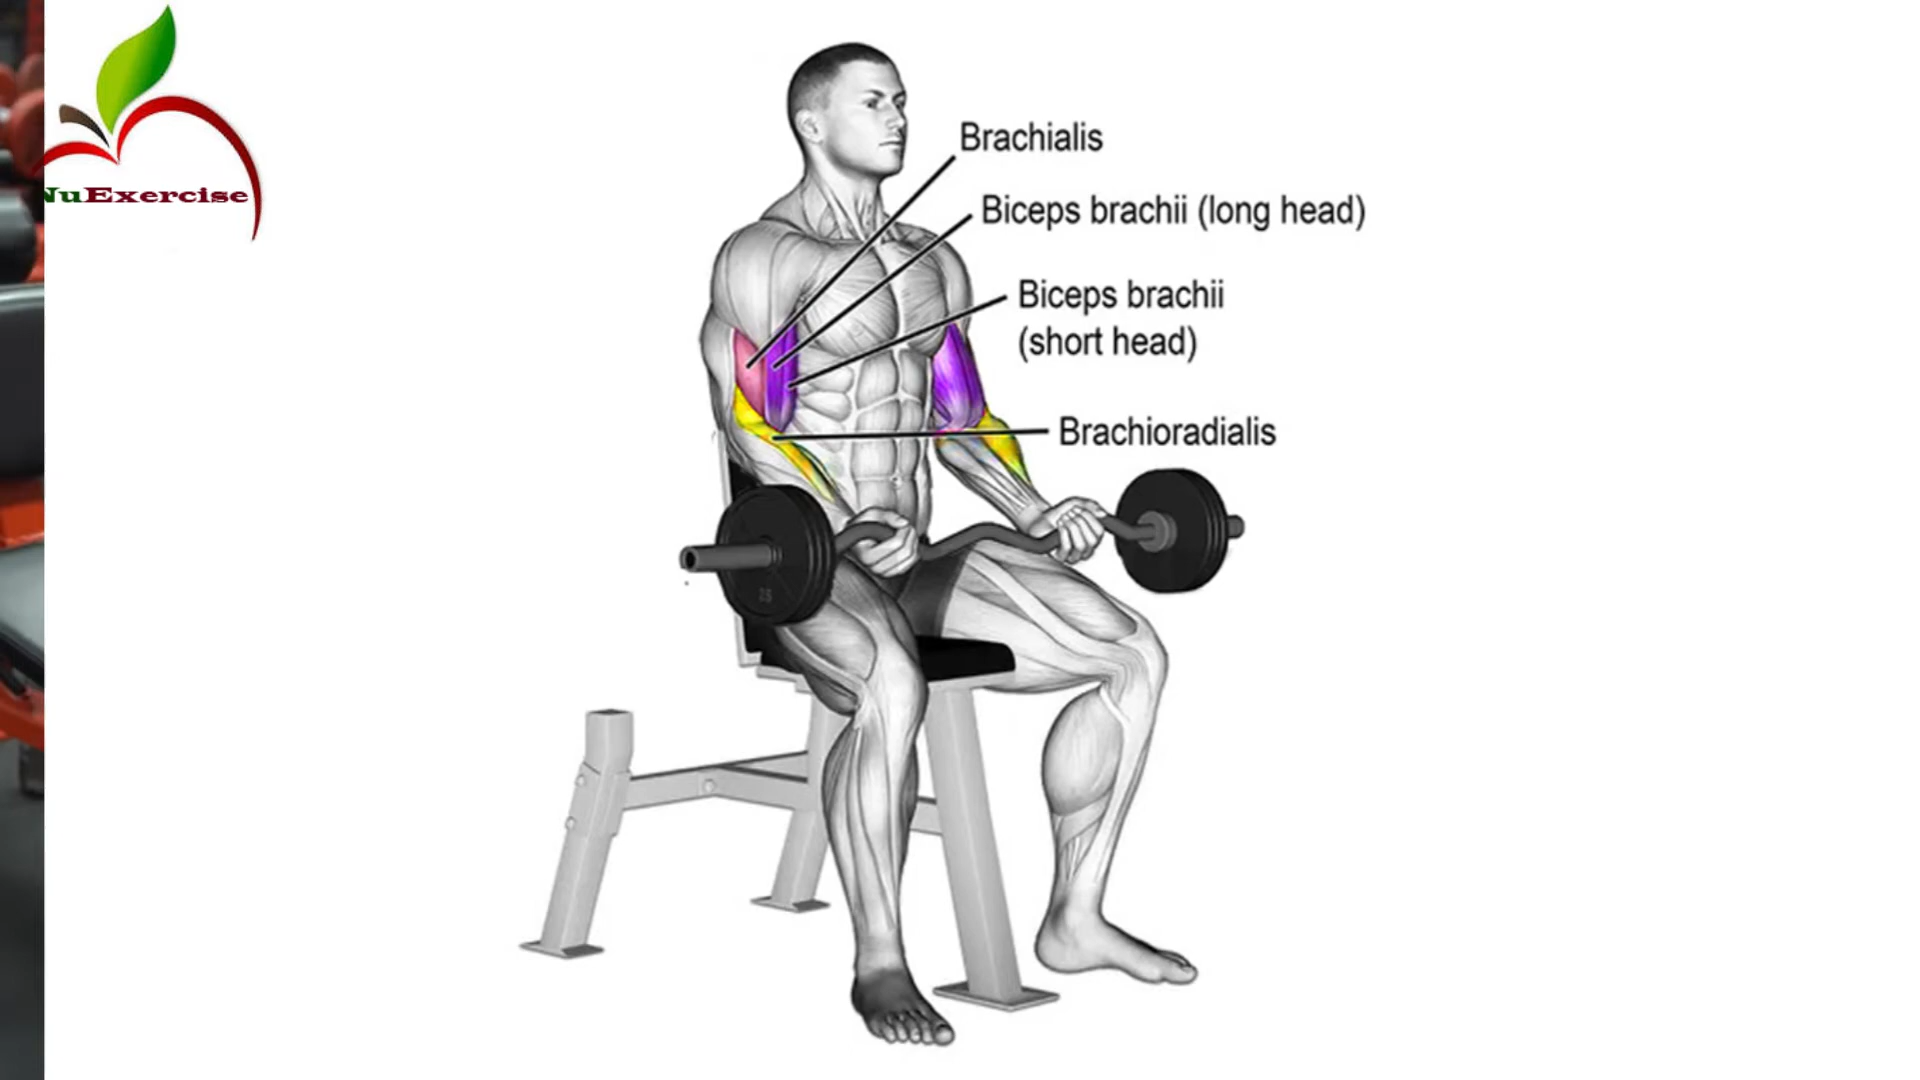 NuExercise
Brachialis
Biceps brachii (long head)
Biceps brachii
(short head)
Brachioradialis